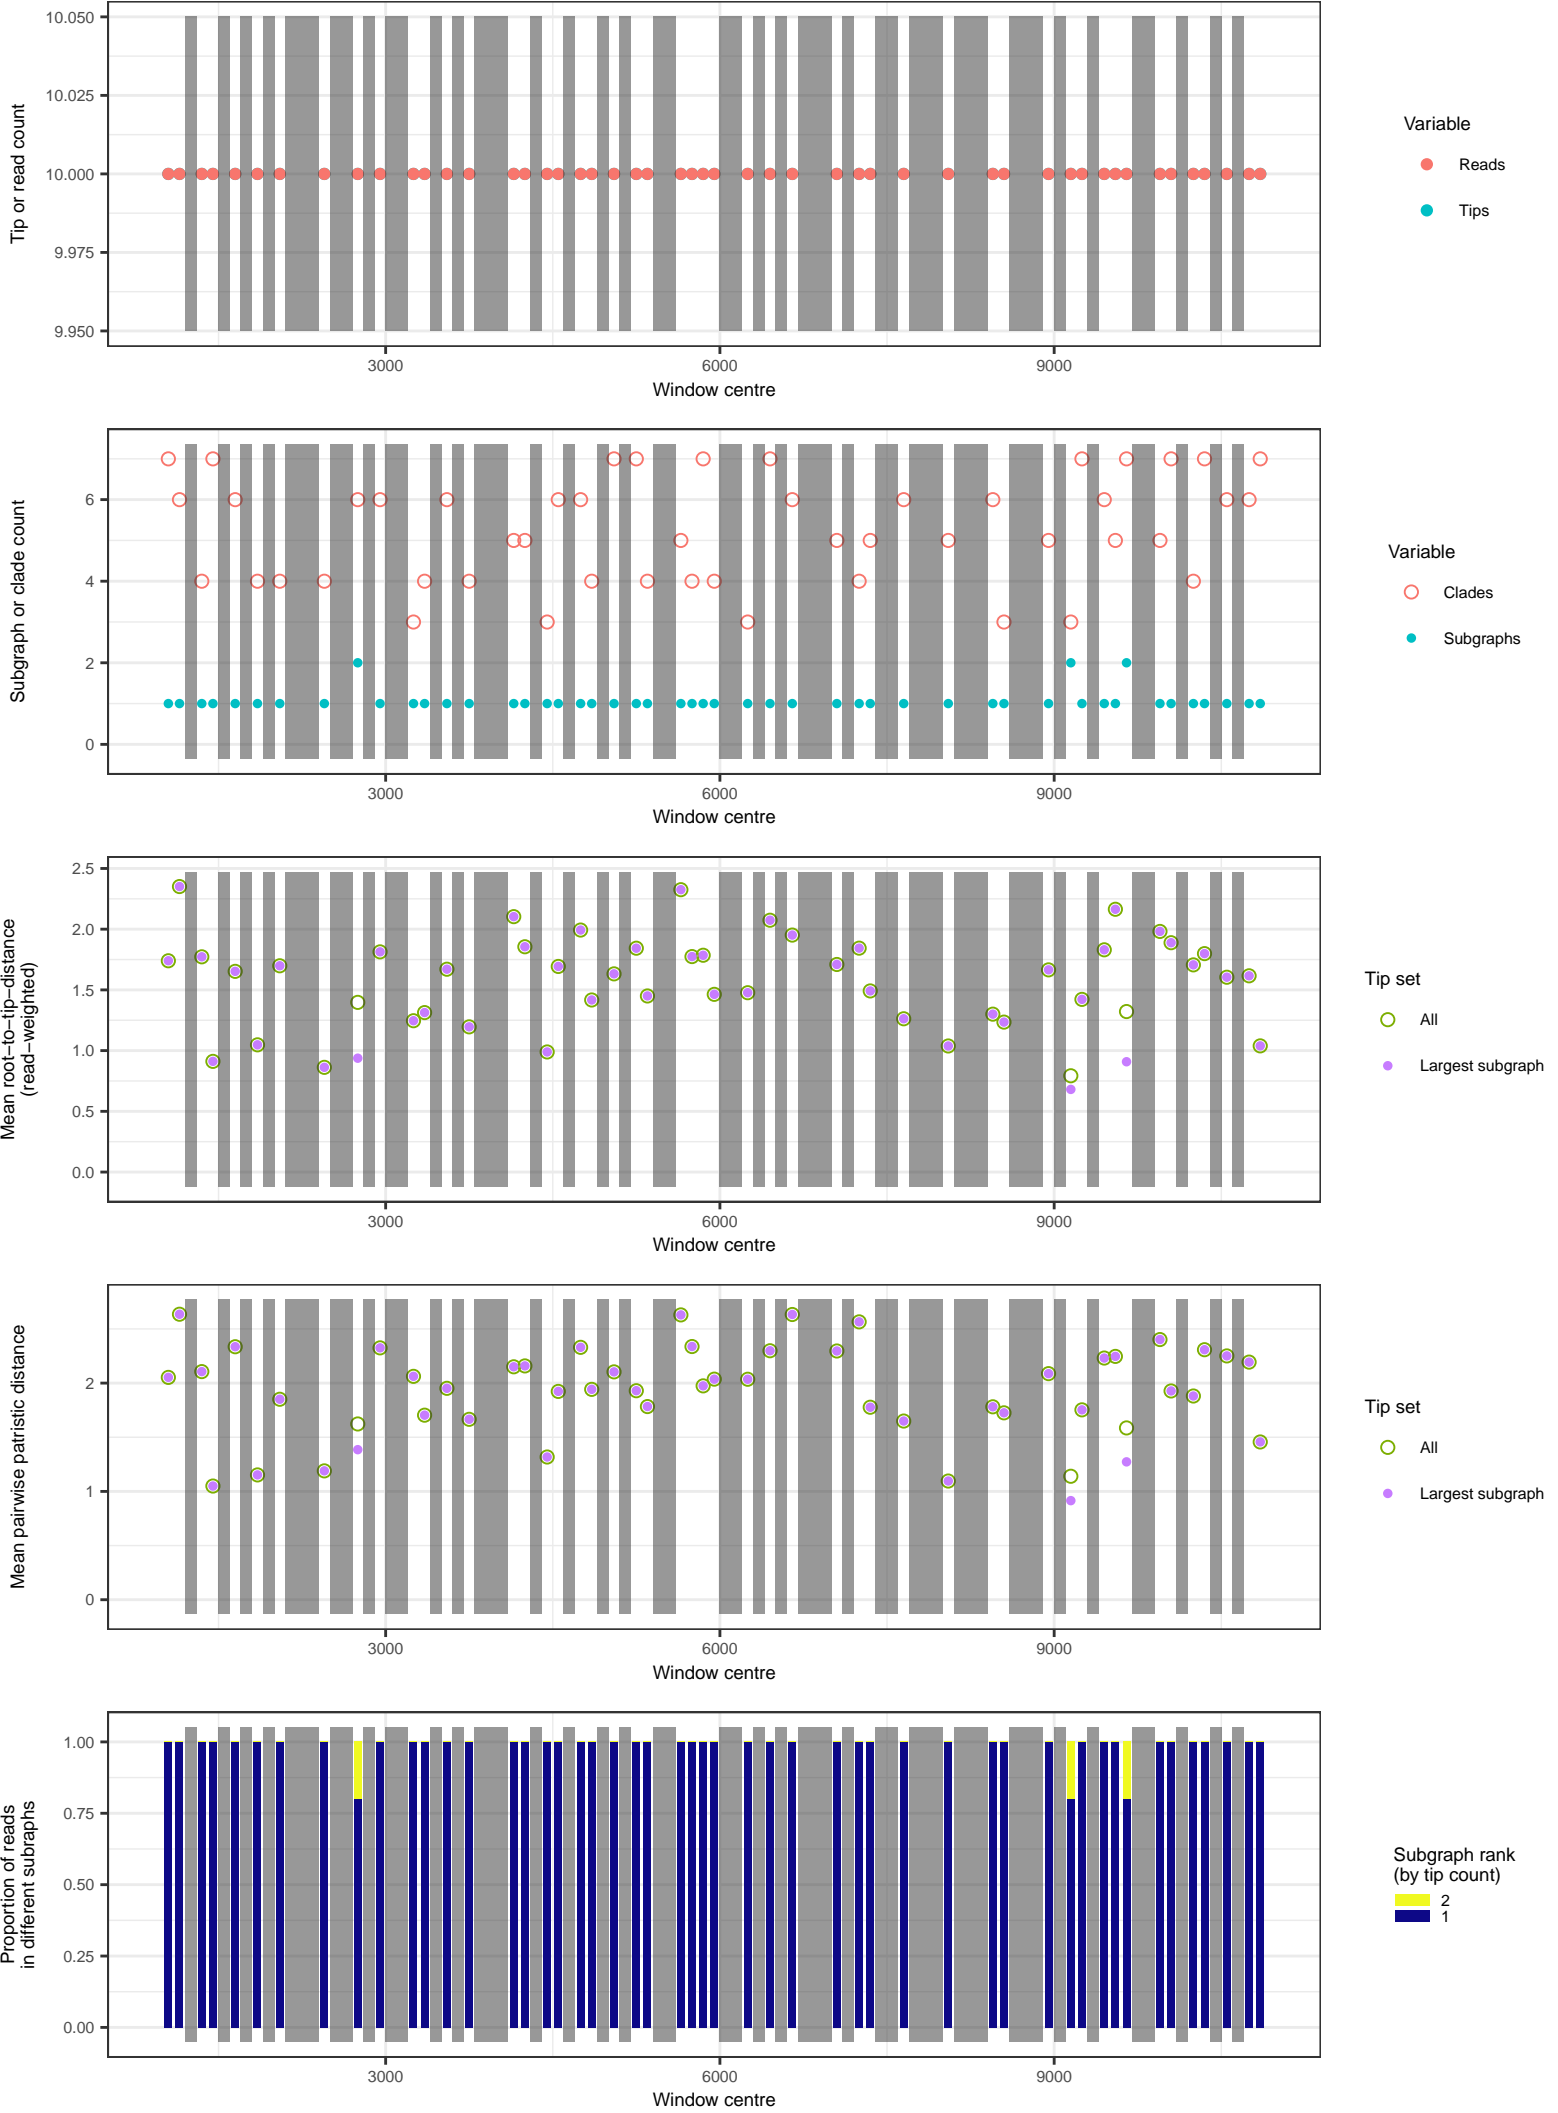 10.050
10.025
10.000
9.975
9.950
Tip or read count
3000
6000
9000
Window centre
Variable
Reads
Tips
6
4
2
0
Subgraph or clade count
3000
6000
9000
Window centre
Variable
Clades
Subgraphs
2.5
2.0
1.5
1.0
0.5
0.0
Mean root−to−tip−distance
(read−weighted)
3000
6000
9000
Window centre
Tip set
All
Largest subgraph
2
1
0
Mean pairwise patristic distance
3000
6000
9000
Window centre
Tip set
All
Largest subgraph
1.00
0.75
0.50
0.25
0.00
Proportion of reads
in different subraphs
3000
6000
9000
Window centre
Subgraph rank
(by tip count)
2
1